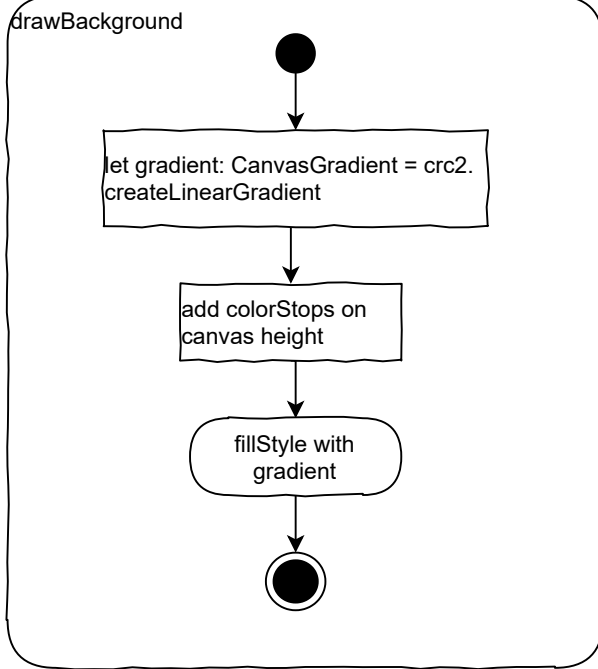 drawBackground
let gradient: CanvasGradient = crc2.
createLinearGradient
add colorStops on
canvas height
fillStyle with
gradient